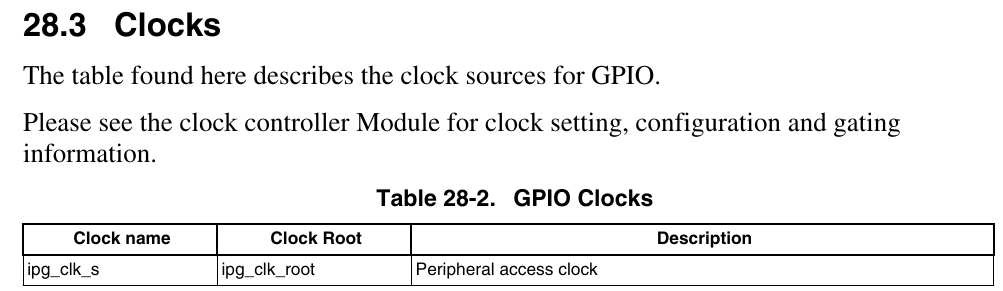 28.3 Clocks
The table found here describes the clock sources for GPIO.
Please see the clock controller Module for clock setting, configuration and gating
information.
Table 28-2. GPIO Clocks
Clock name Clock Root Description
ipg_clk_s ipg_clk_root Peripheral access clock